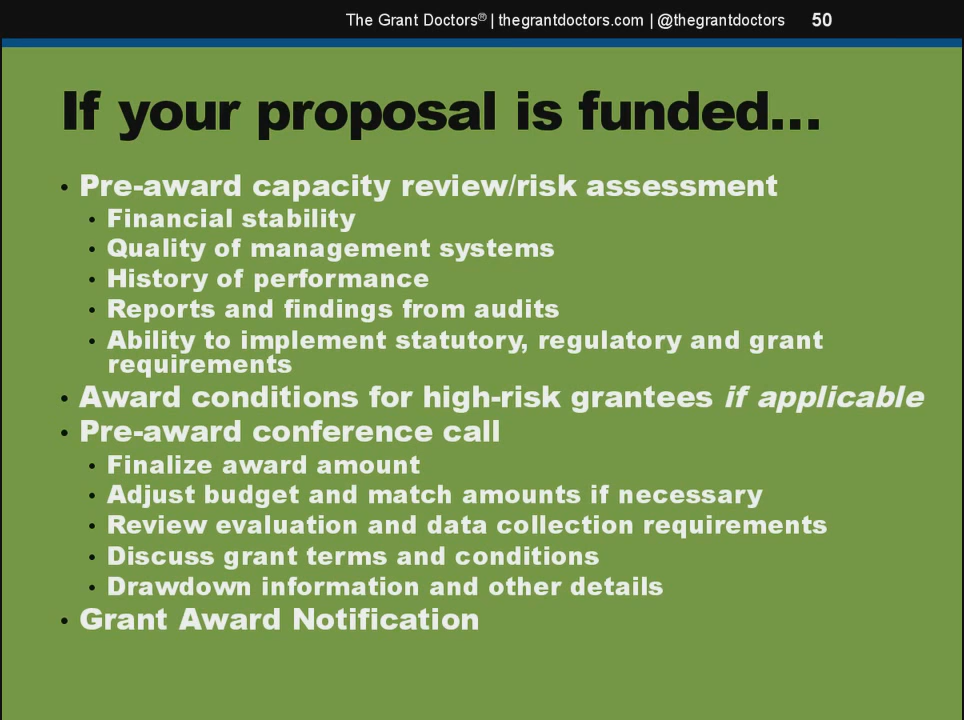 The Grant Doctors® | thegrantdoctors.com | @thegrantdoctors 50
If your proposal is funded...
• Pre-award capacity review/risk assessment
• Financial stability
• Quality of management systems
• History of performance
• Reports and findings from audits
• Ability to implement statutory, regulatory and grant
requirements
• Award conditions for high-risk grantees if applicable
• Pre-award conference call
• Finalize award amount
• Adjust budget and match amounts if necessary
• Review evaluation and data collection requirements
• Discuss grant terms and conditions
• Drawdown information and other details
• Grant Award Notification